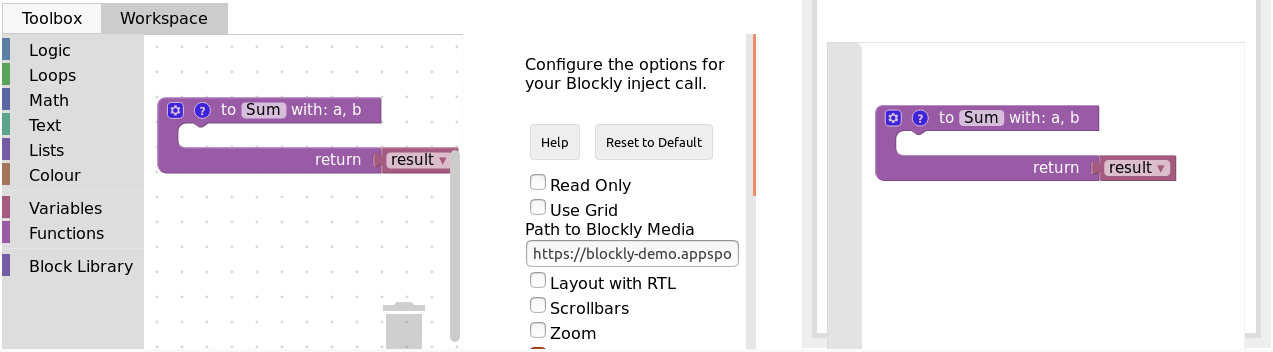 Toolbox
Workspace
Logic
Loops
Math
Text
Lists
Colour
Variables
Functions
Block Library
? to Sum with: a, b
return result
Configure the options for
your Blockly inject call.
Help Reset to Default
Read Only
Use Grid
Path to Blockly Media
https://blockly-demo.appspo
Layout with RTL
Scrollbars
Zoom
? to Sum with: a, b
return result